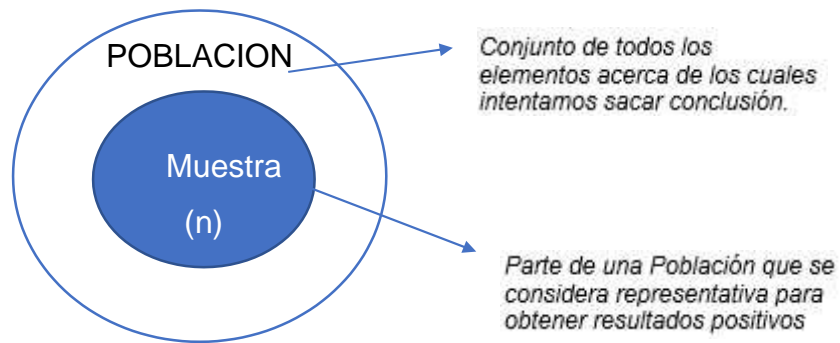 POBLACION
Conjunto de todos los
elementos acerca de los cuales
intentamos sacar conclusión.
Muestra
(n)
Parte de una Población que se
considera representativa para
obtener resultados positivos